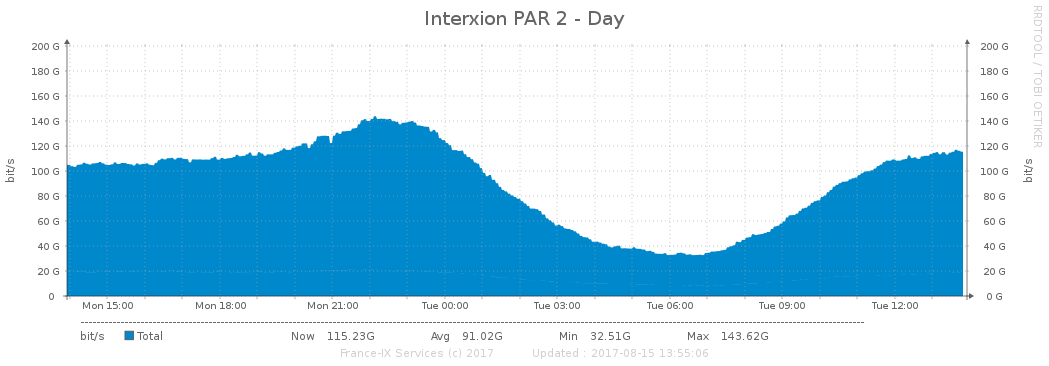 Interxion PAR 2 - Day
RRDTOOL / TOBI OETIKER
200 G 200 G
180 G 180 G
160 G 160 G
140 G 140 G
120 G 120 G
100 G 100 G
80 G 80 G
60 G 60 G
40 G 40 G
20 G 20 G
0 0 G
bit/s bit/s
Mon 15:00 Mon 18:00 Mon 21:00 Tue 00:00 Tue 03:00 Tue 06:00 Tue 09:00 Tue 12:00
bit/s Total Now 115.23G Avg 91.02G Min 32.51G Max 143.62G
France-IX Services (c) 2017 Updated : 2017-08-15 13:55:06